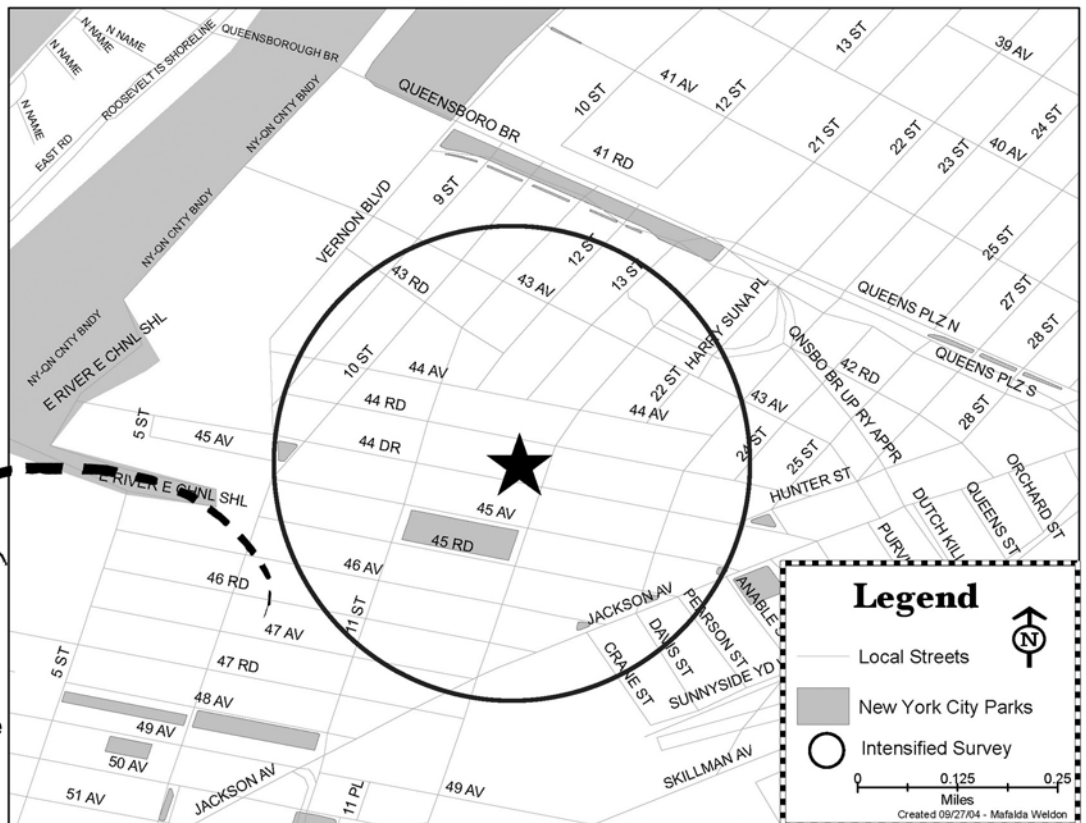 N NAME
N NAME
N NAME
N NAME
N NAME
ROOSEVELT IS SHORELINE
EAST RD
QUEENSBOROUGH BR
NY-QN CNTY BNDY
NY-QN CNTY BNDY
NY-QN CNTY BNDY
E RIVER E CHNL SHL
QUEENSBORO BR
VERNON BLVD
9 ST
10 ST
41 AV
12 ST
13 ST
39 AV
41 RD
21 ST
22 ST
23 ST
40 AV
24 ST
25 ST
27 ST
28 ST
QUEENS PLZ N
QUEENS PLZ S
12 ST
13 ST
43 RD
43 AV
HARRY SUNA PL
QNSBO BR UP RY APPR
42 RD
28 ST
10 ST
44 AV
22 ST
44 AV
43 AV
44 RD
44 DR
24 ST
25 ST
5 ST
45 AV
E RIVER E CHNL SHL
45 AV
45 RD
HUNTER ST
ORCHARD ST
QUEENS ST
DUTCH KILL
PURV
46 AV
46 RD
11 ST
47 AV
JACKSON AV
PEARSON ST
ANABLE
DAVIS ST
CRANE ST
SUNNYSIDE YD
47 RD
5 ST
48 AV
49 AV
50 AV
51 AV
JACKSON AV
11 PL
49 AV
SKILLMAN AV
Legend
N
Local Streets
New York City Parks
Intensified Survey
0 0.125 0.25
Miles
Created 09/27/04 - Mafalda Weldon